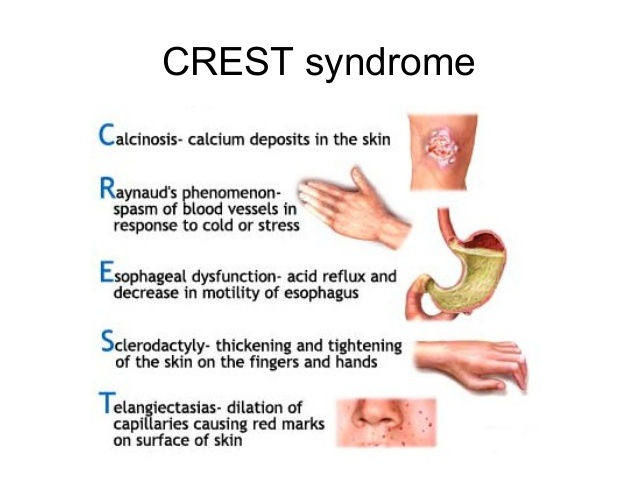 CREST syndrome
Calcinosis- calcium deposits in the skin
Raynaud's phenomenon-
spasm of blood vessels in
response to cold or stress
Esophageal dysfunction- acid reflux and
decrease in motility of esophagus
Sclerodactyly- thickening and tightening
of the skin on the fingers and hands
Telangiectasias- dilation of
capillaries causing red marks
on surface of skin